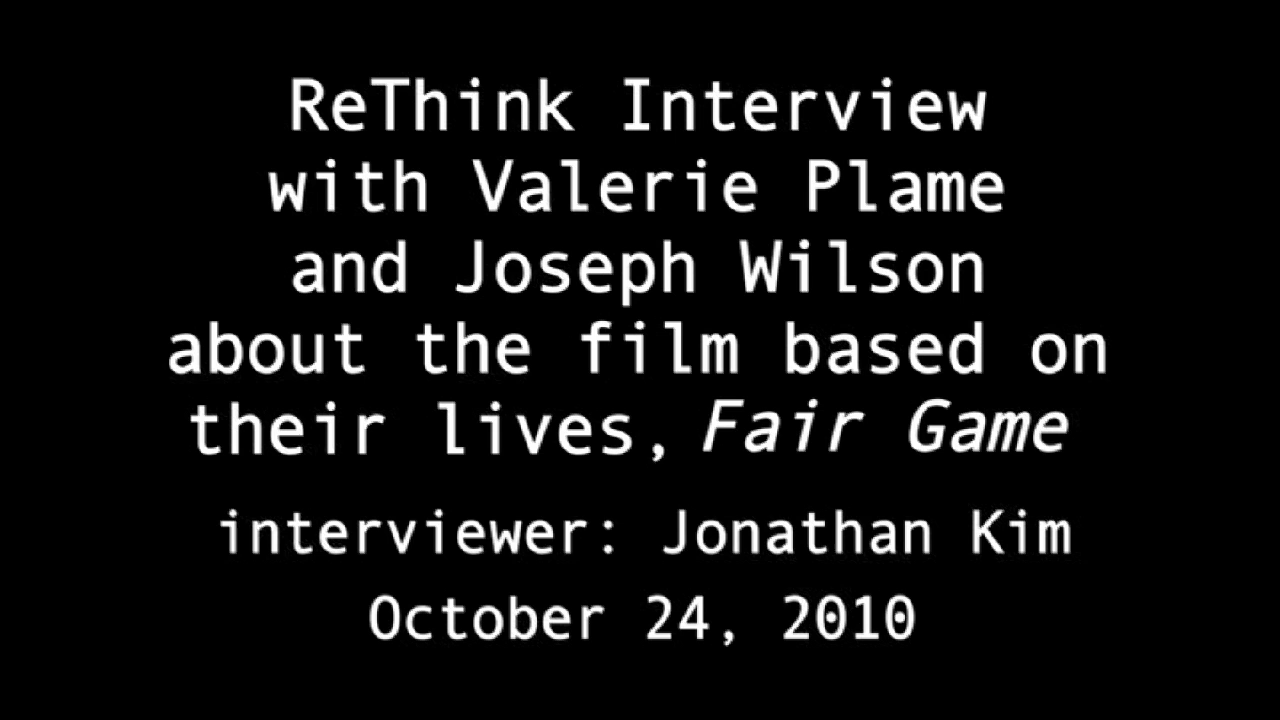 ReThink Interview
with Valerie Plame
and Joseph Wilson
about the film based on
their lives, Fair Game
interviewer: Jonathan Kim
October 24, 2010